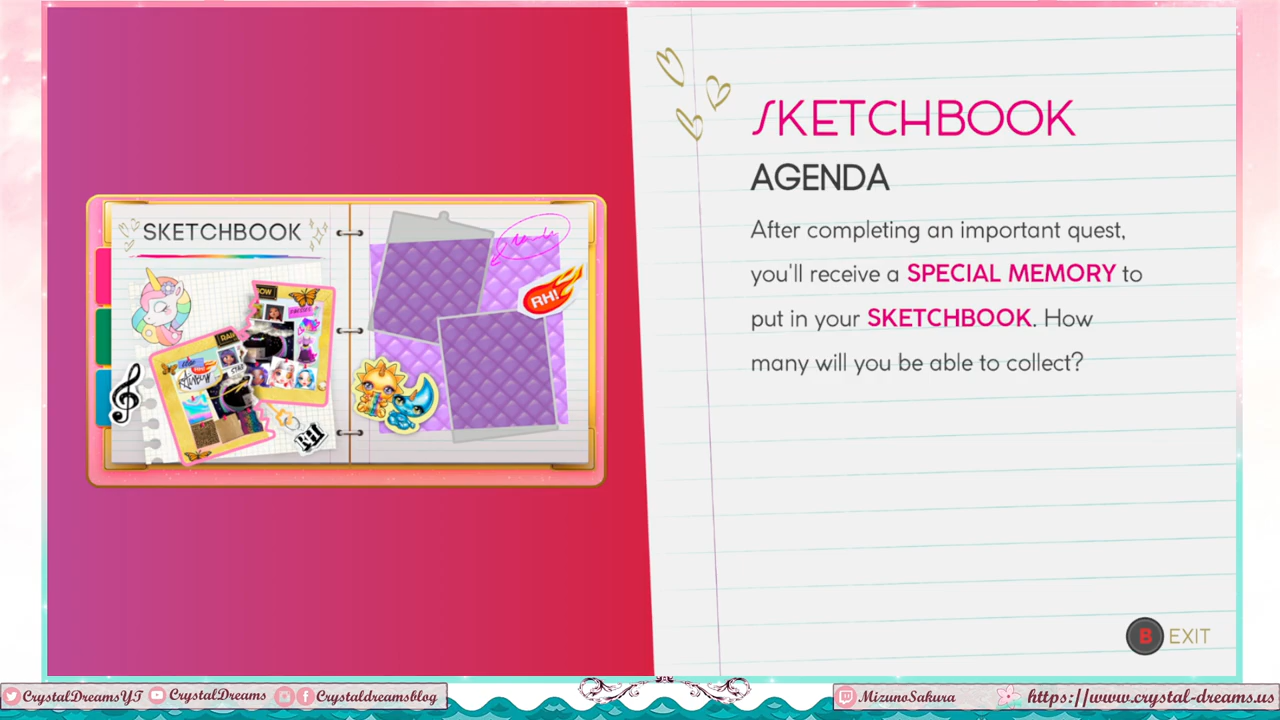 SKETCHBOOK
AGENDA
After completing an important quest,
you'll receive a SPECIAL MEMORY to
put in your SKETCHBOOK. How
many will you be able to collect?
SKETCHBOOK
RH!
RH
B EXIT
CrystalDreamsYT
CrystalDreams
Crystaldreamsblog
MizunoSakura
https://www.crystal-dreams.us